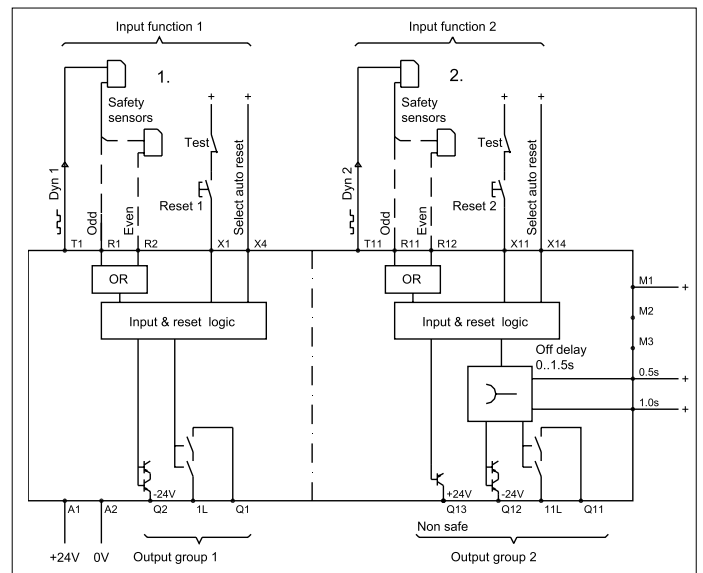 Input function 1
Input function 2
1.
2.
Safety
sensors
Safety
sensors
+ +
+ +
Test
Test
Select auto reset
Select auto reset
Dyn 1
Dyn 2
Reset 1
Reset 2
Odd
Even
Odd
Even
T1 R1 R2 X1 X4
T11 R11 R12 X11 X14
OR
OR
M1 +
Input & reset logic
Input & reset logic
M2
M3
Off delay
0..1.5s
0.5s +
1.0s +
-24V
+24V -24V
A1 A2 Q2 1L Q1
Q13 Q12 11L Q11
Non safe
+24V 0V
Output group 1
Output group 2